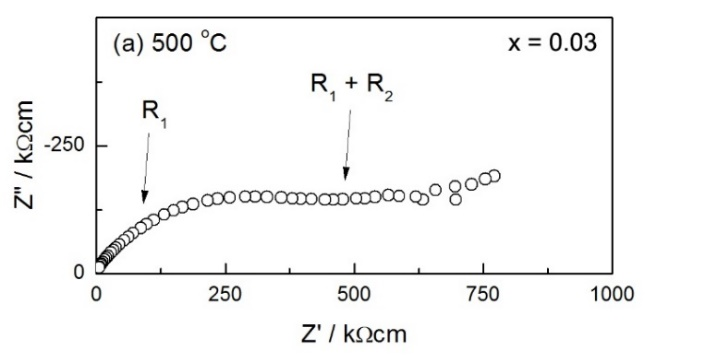 (a) 500 °C
x = 0.03
R1
R1 + R2
Z" / kΩcm
-250
0
0 250 500 750 1000
Z' / kΩcm